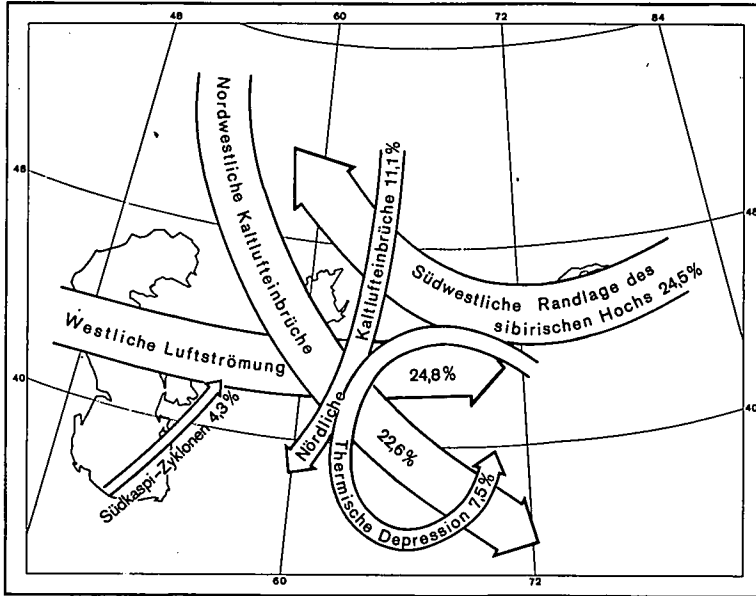 48
60
72
84
Nordwestliche Kaltlufteinbrüche
Nördliche Kaltlufteinbrüche 11,1%
48
48
Südwestliche Randlage des
sibirischen Hochs 24,5%
Westliche Luftströmung
24,8%
40
40
Südkaspi-Zyklonen 4,3%
22,6%
Thermische Depression 7,5%
60
72